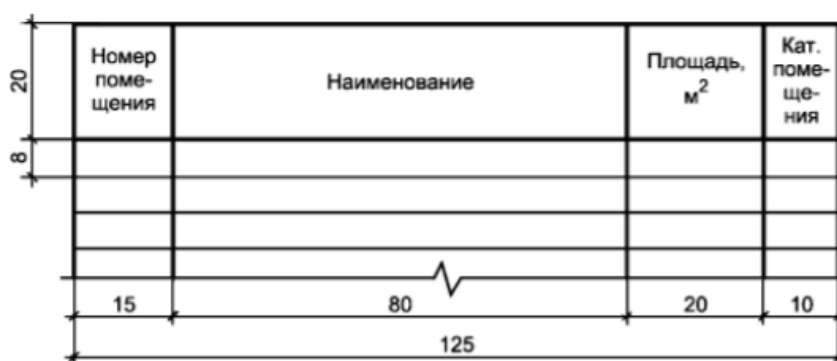 Номер
поме-
щения
Наименование
Площадь,
м²
Кат.
поме-
ще-
ния
20
8
15
80
20
10
125